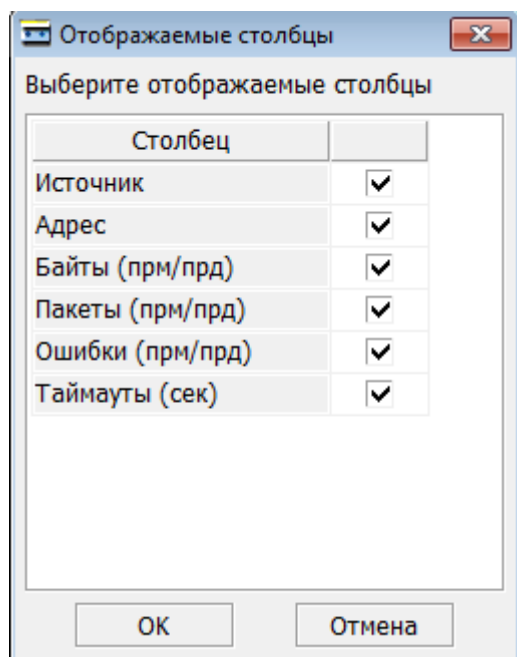 Отображаемые столбцы
Выберите отображаемые столбцы
Столбец
Источник
Адрес
Байты (прм/прд)
Пакеты (прм/прд)
Ошибки (прм/прд)
Таймауты (сек)
OK Отмена